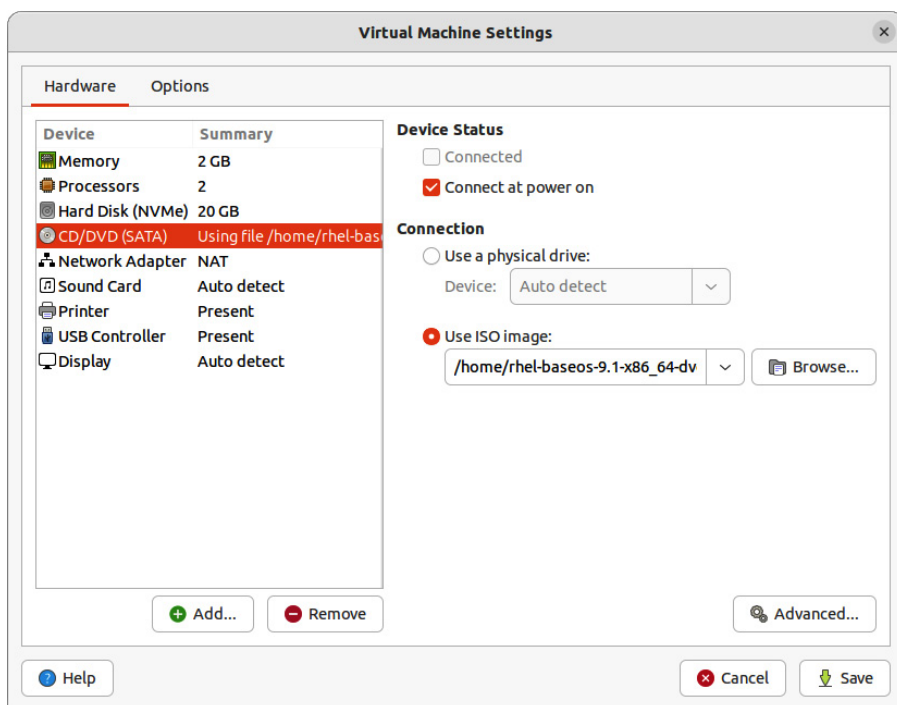 Virtual Machine Settings
Hardware Options
Device Summary
Memory 2 GB
Processors 2
Hard Disk (NVMe) 20 GB
CD/DVD (SATA) Using file /home/rhel-base
Network Adapter NAT
Sound Card Auto detect
Printer Present
USB Controller Present
Display Auto detect
Add... Remove
Device Status
Connected
Connect at power on
Connection
Use a physical drive:
Device: Auto detect
Use ISO image:
/home/rhel-baseos-9.1-x86_64-dv Browse...
Advanced...
Help Cancel Save